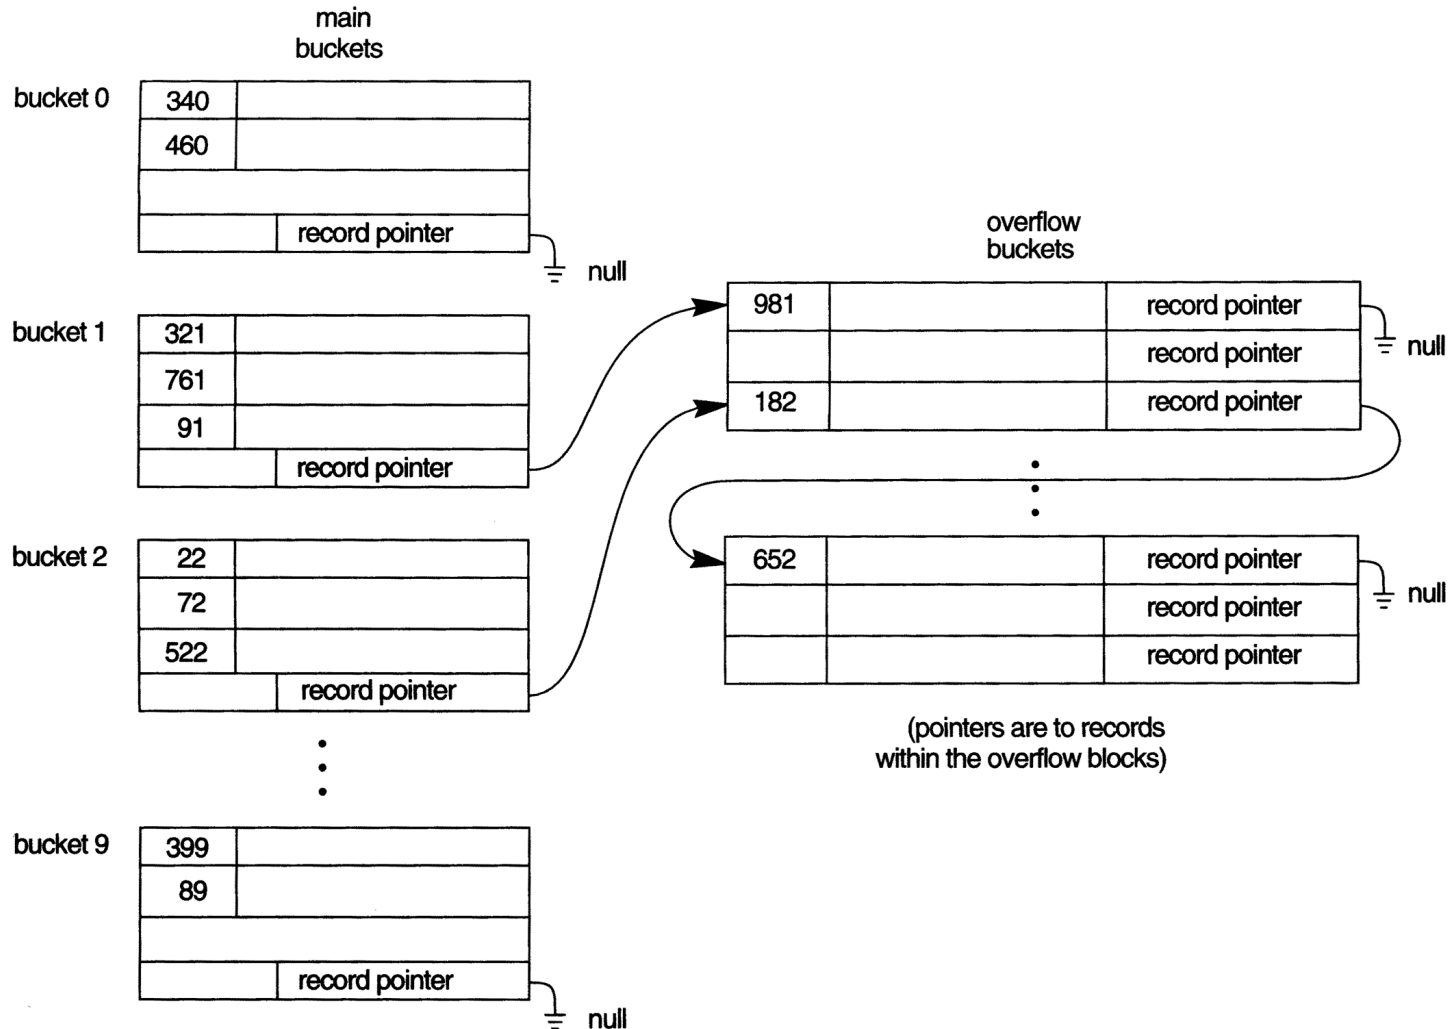 main
buckets
bucket 0
340
460
record pointer
null
bucket 1
321
761
91
record pointer
bucket 2
22
72
522
record pointer
bucket 9
399
89
record pointer
null
overflow
buckets
981 record pointer
null
record pointer
182 record pointer
652 record pointer
null
record pointer
record pointer
(pointers are to records
within the overflow blocks)